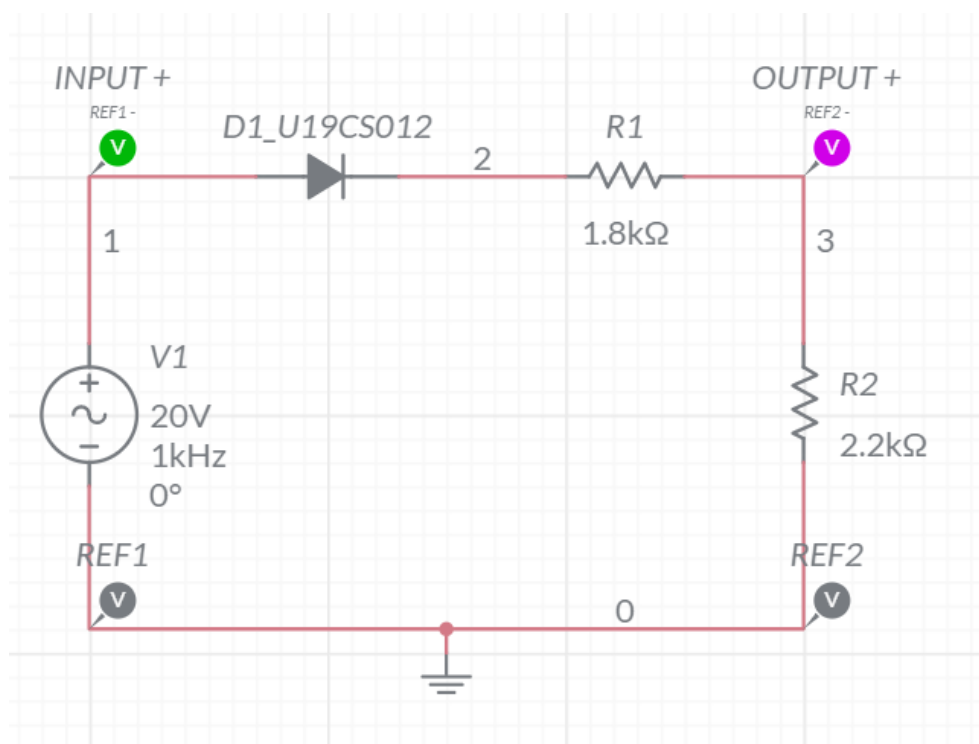 INPUT +
REF1 -
V
D1_U19CS012
R1
OUTPUT +
REF2 -
V
2
1
1.8kΩ
3
V1
20V
1kHz
0°
R2
2.2kΩ
REF1
V
0
REF2
V